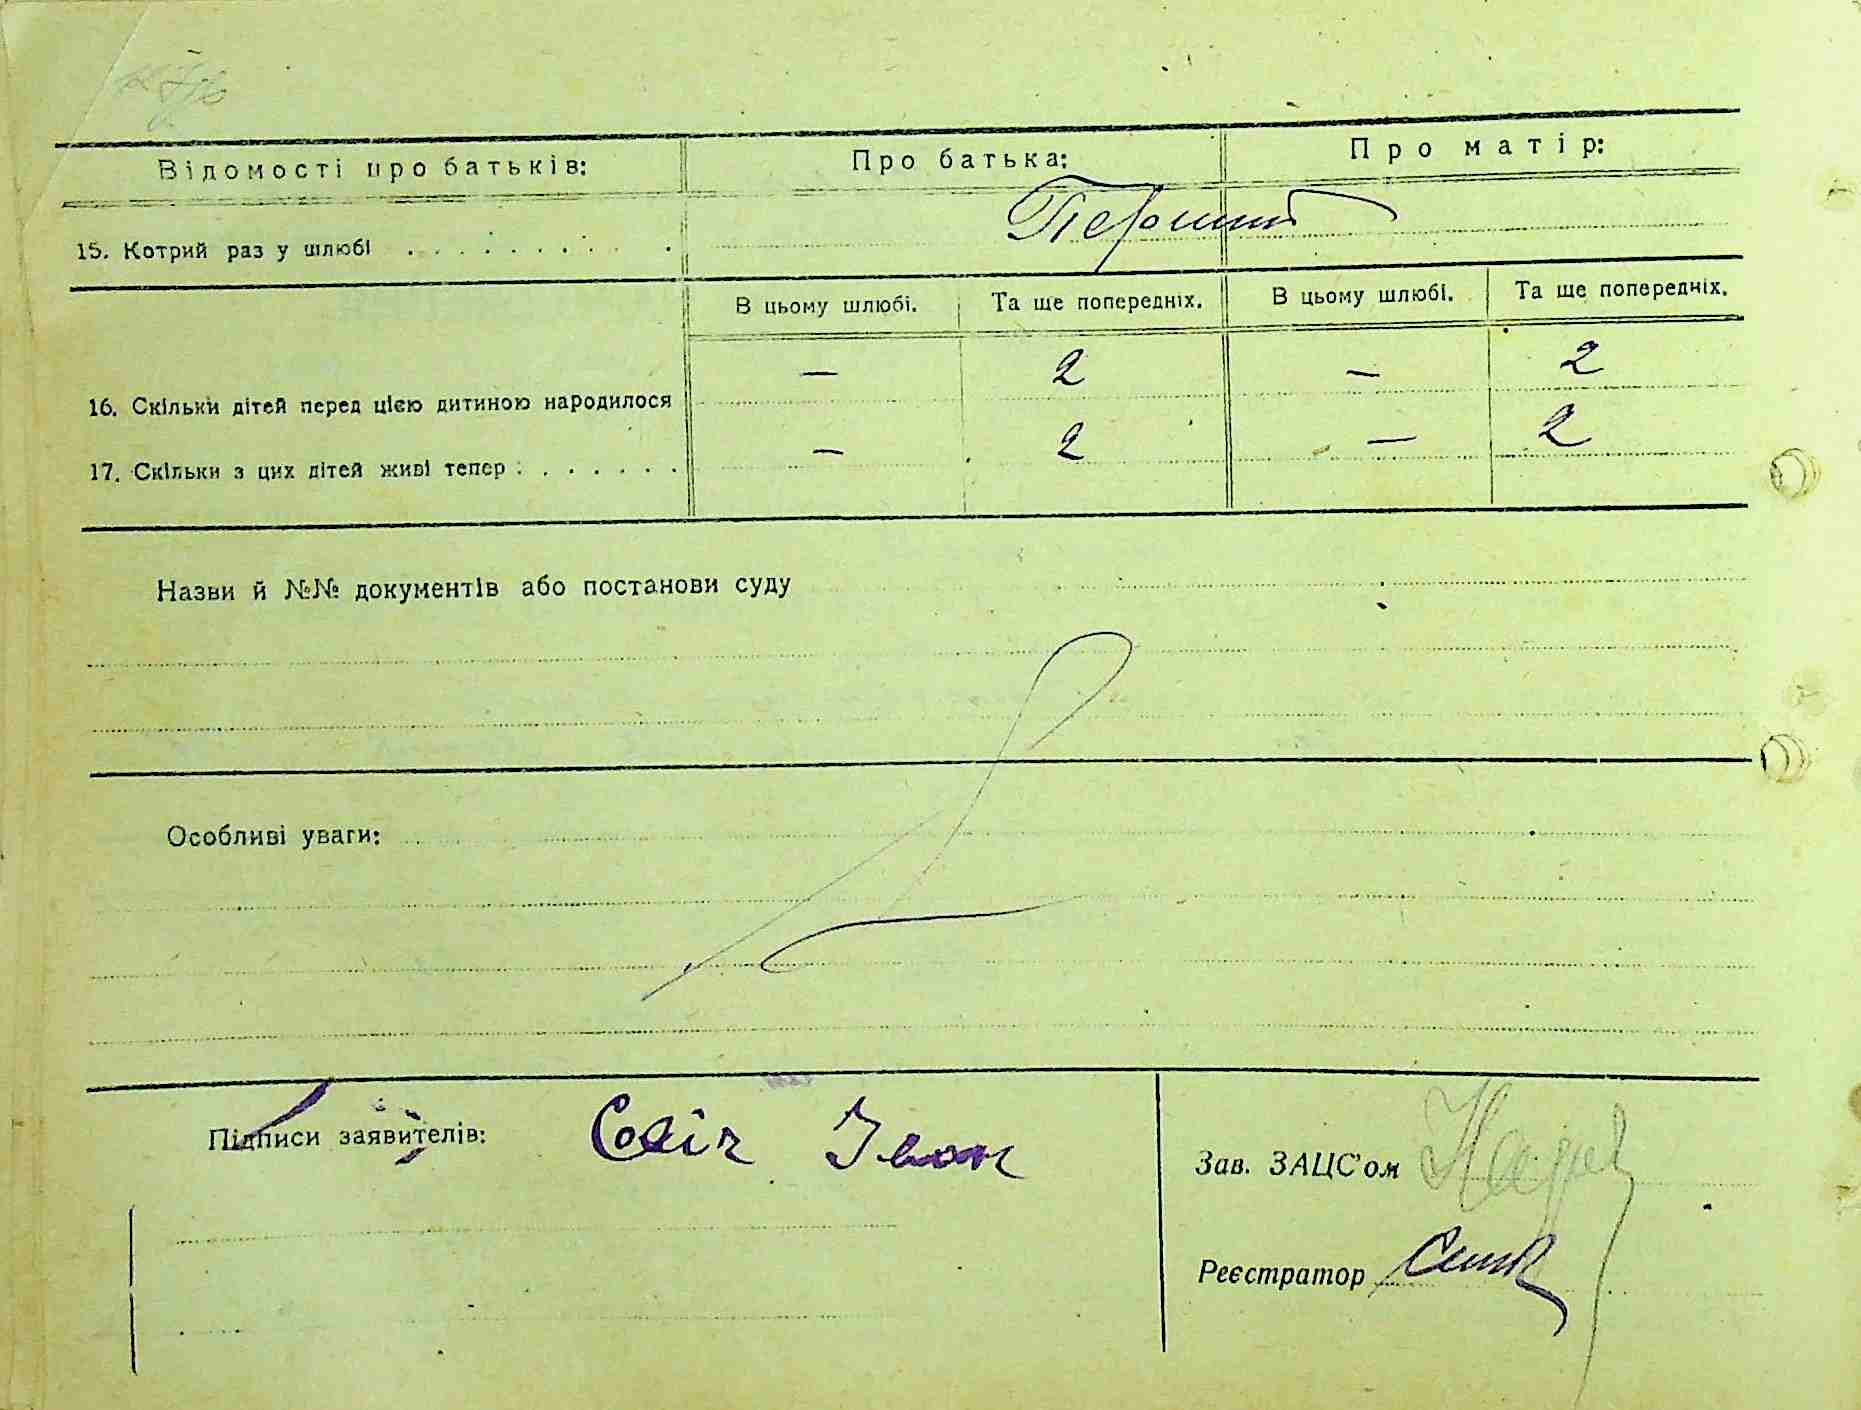 Відомості про батьків: Про батька: Про матір:
15. Котрий раз у шлюбі . . . . . . . . . . Перший
В цьому шлюбі. Та ще попередніх. В цьому шлюбі. Та ще попередніх.
16. Скільки дітей перед цією дитиною народилося — 2 — 2
17. Скільки з цих дітей живі тепер . . . . . . . — 2 — 2
Назви й №№ документів або постанови суду
Особливі уваги:
Підписи заявителів: Іван
Зав. ЗАЦС'ом
Реєстратор